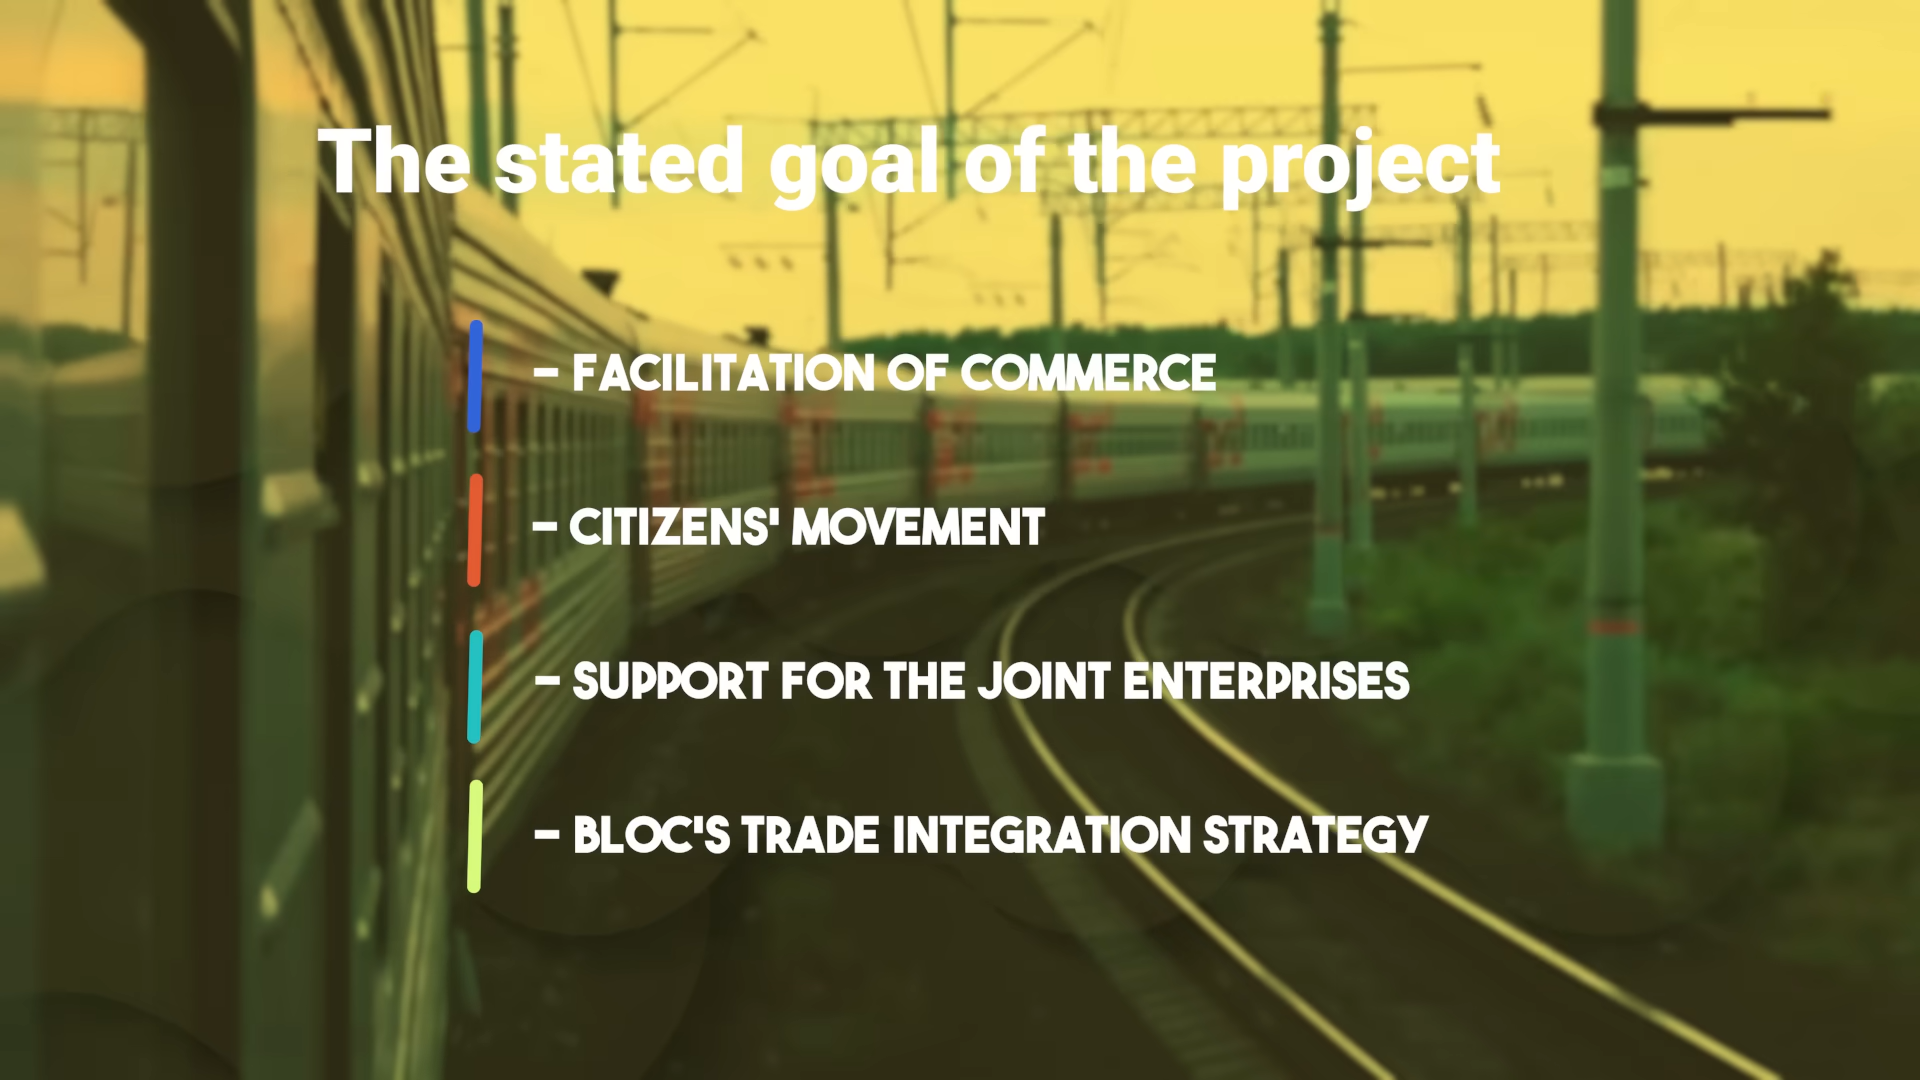 The stated goal of the project
– FACILITATION OF COMMERCE
– CITIZENS' MOVEMENT
– SUPPORT FOR THE JOINT ENTERPRISES
– BLOC'S TRADE INTEGRATION STRATEGY